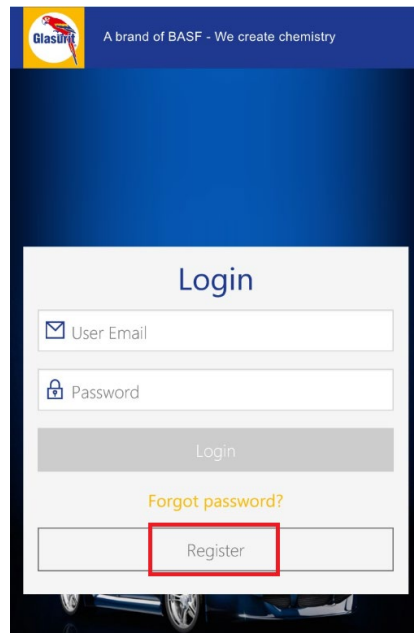 Glasurit
A brand of BASF - We create chemistry
Login
User Email
Password
Login
Forgot password?
Register